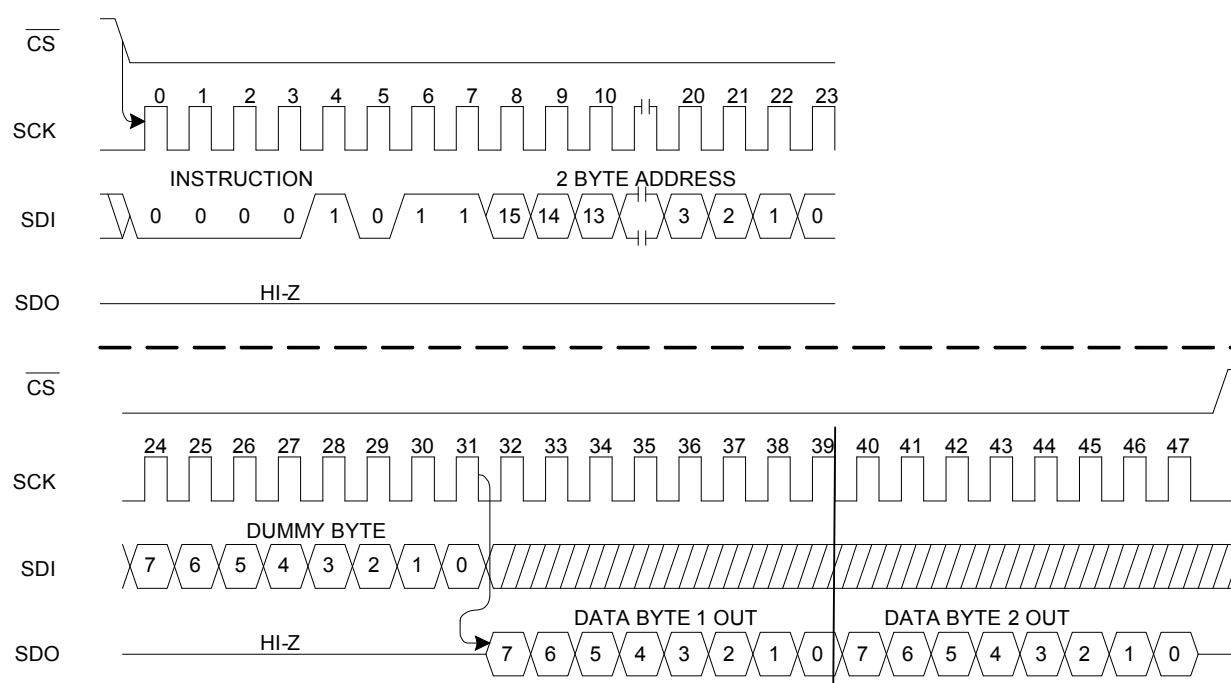 CS
0 1 2 3 4 5 6 7 8 9 10 20 21 22 23
SCK
INSTRUCTION 2 BYTE ADDRESS
SDI 0 0 0 0 1 0 1 1 15 14 13 3 2 1 0
HI-Z
SDO
CS
24 25 26 27 28 29 30 31 32 33 34 35 36 37 38 39 40 41 42 43 44 45 46 47
SCK
DUMMY BYTE
SDI 7 6 5 4 3 2 1 0
DATA BYTE 1 OUT DATA BYTE 2 OUT
HI-Z
SDO 7 6 5 4 3 2 1 0 7 6 5 4 3 2 1 0